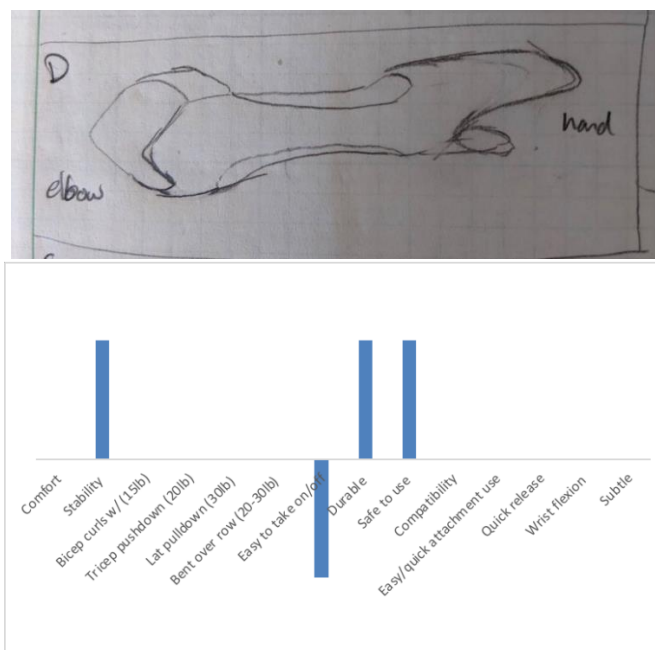 D
hand
elbow
Comfort
Stability
Bicep curls w/ (15lb)
Tricep pushdown (20lb)
Lat pulldown (30lb)
Bent over row (20-30lb)
Easy to take on/off
Durable
Safe to use
Compatibility
Easy/quick attachment use
Quick release
Wrist flexion
Subtle